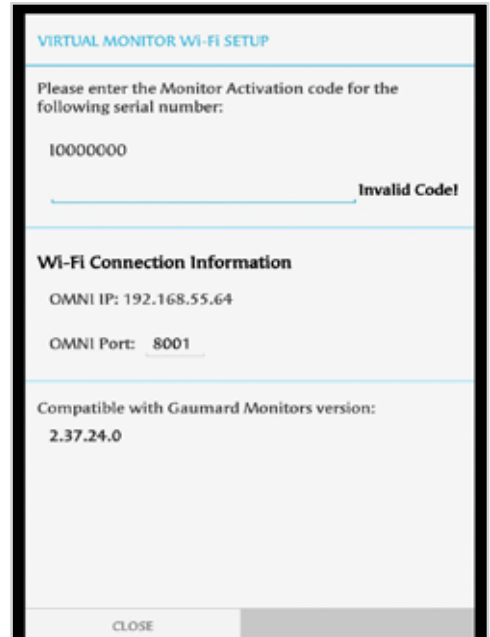 VIRTUAL MONITOR Wi-Fi SETUP
Please enter the Monitor Activation code for the
following serial number:
I0000000
Invalid Code!
Wi-Fi Connection Information
OMNI IP: 192.168.55.64
OMNI Port: 8001
Compatible with Gaumard Monitors version:
2.37.24.0
CLOSE